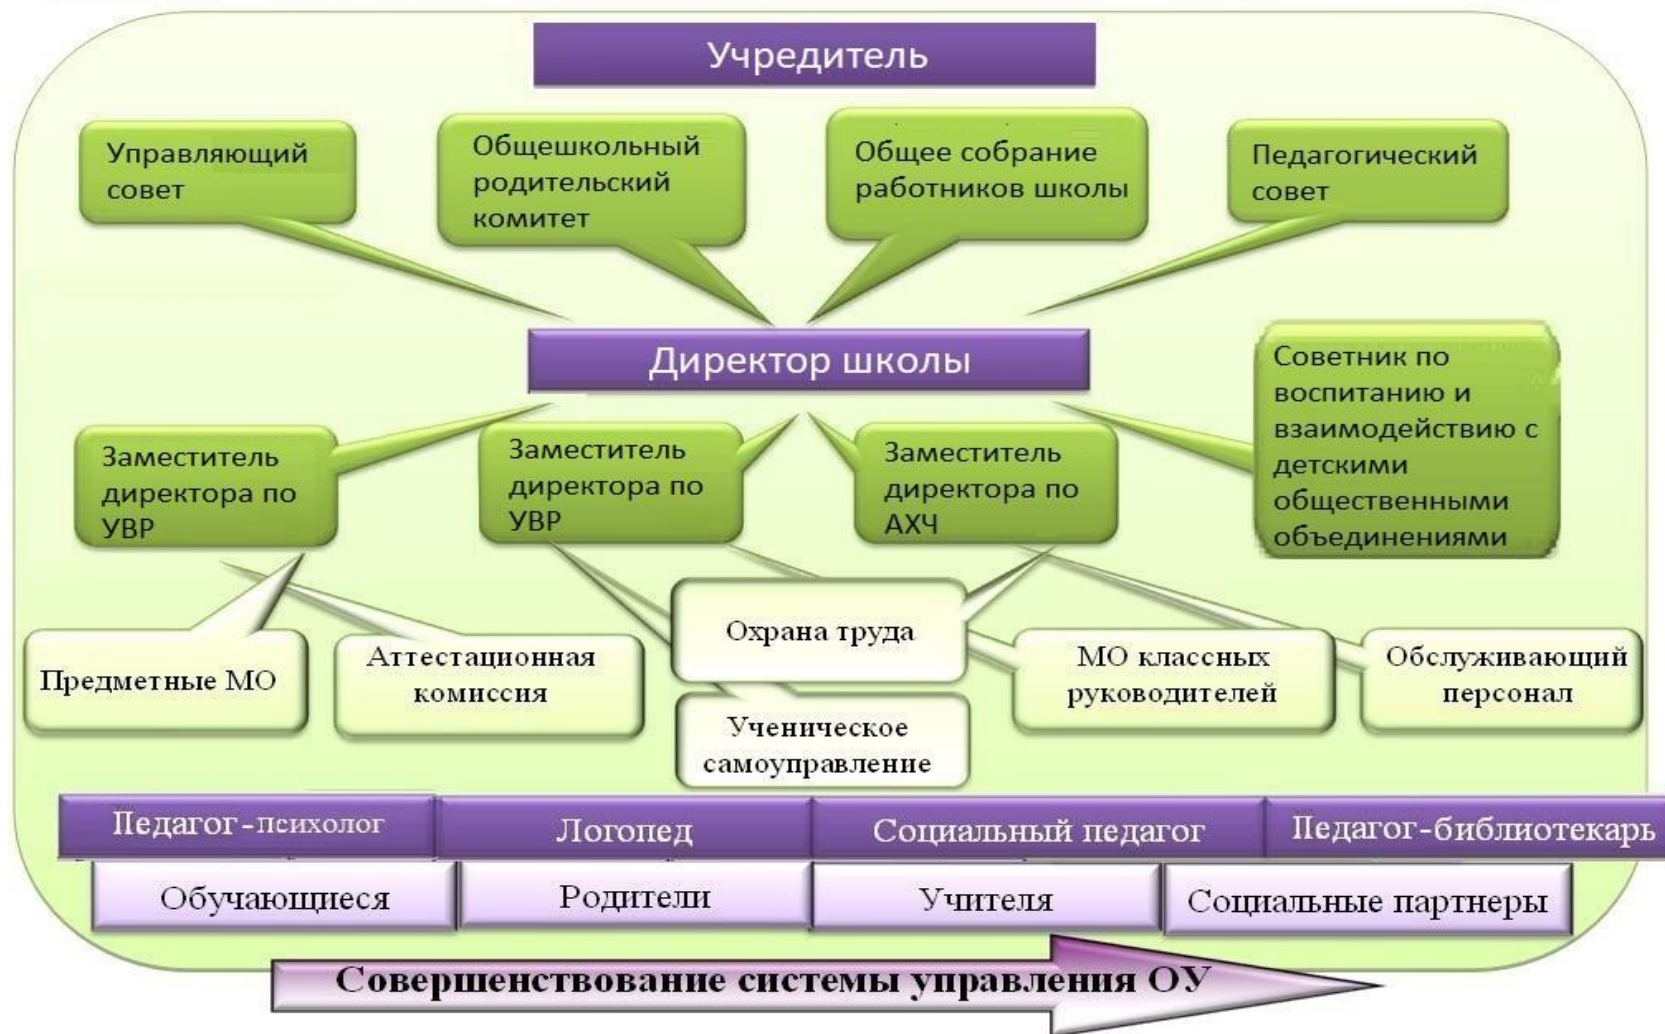 Учредитель
Управляющий
совет
Общешкольный
родительский
комитет
Общее собрание
работников школы
Педагогический
совет
Директор школы
Советник по
воспитанию и
взаимодействию с
детскими
общественными
объединениями
Заместитель
директора по
УВР
Заместитель
директора по
УВР
Заместитель
директора по
АХЧ
Предметные МО
Аттестационная
комиссия
Охрана труда
Ученическое
самоуправление
МО классных
руководителей
Обслуживающий
персонал
Педагог-психолог
Логопед
Социальный педагог
Педагог-библиотекарь
Обучающиеся
Родители
Учителя
Социальные партнеры
Совершенствование системы управления ОУ